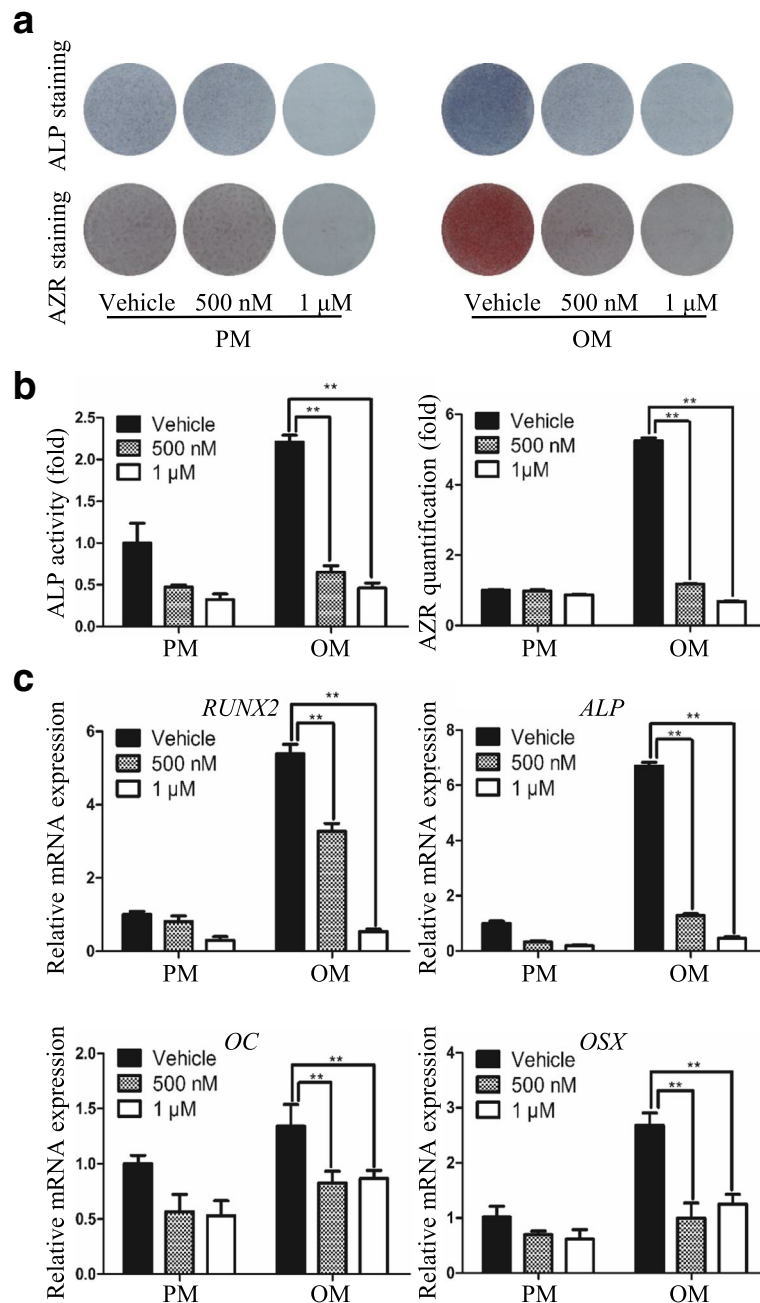 a
ALP staining
AZR staining
Vehicle 500 nM 1 μM Vehicle 500 nM 1 μM
PM OM
b
ALP activity (fold)
2.5
2.0
1.5
1.0
0.5
0.0
Vehicle
500 nM
1 μM
**
**
PM OM
AZR quantification (fold)
6
4
2
0
Vehicle
500 nM
1μM
**
**
PM OM
c
RUNX2
Relative mRNA expression
6
4
2
0
Vehicle
500 nM
1 μM
**
**
PM OM
ALP
Relative mRNA expression
8
6
4
2
0
Vehicle
500 nM
1 μM
**
**
PM OM
OC
Relative mRNA expression
2.0
1.5
1.0
0.5
0.0
Vehicle
500 nM
1 μM
**
**
PM OM
OSX
Relative mRNA expression
4
3
2
1
0
Vehicle
500 nM
1 μM
**
**
PM OM